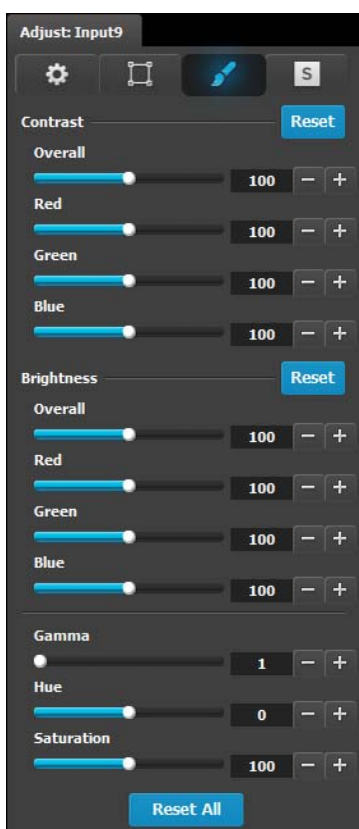 Adjust: Input9
S
Contrast Reset
Overall
100 − +
Red
100 − +
Green
100 − +
Blue
100 − +
Brightness Reset
Overall
100 − +
Red
100 − +
Green
100 − +
Blue
100 − +
Gamma
1 − +
Hue
0 − +
Saturation
100 − +
Reset All